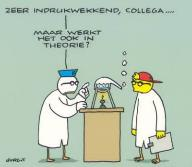 ZEER INDRUKWEKKEND, COLLEGA....
MAAR WERKT
HET OOK IN
THEORIE?